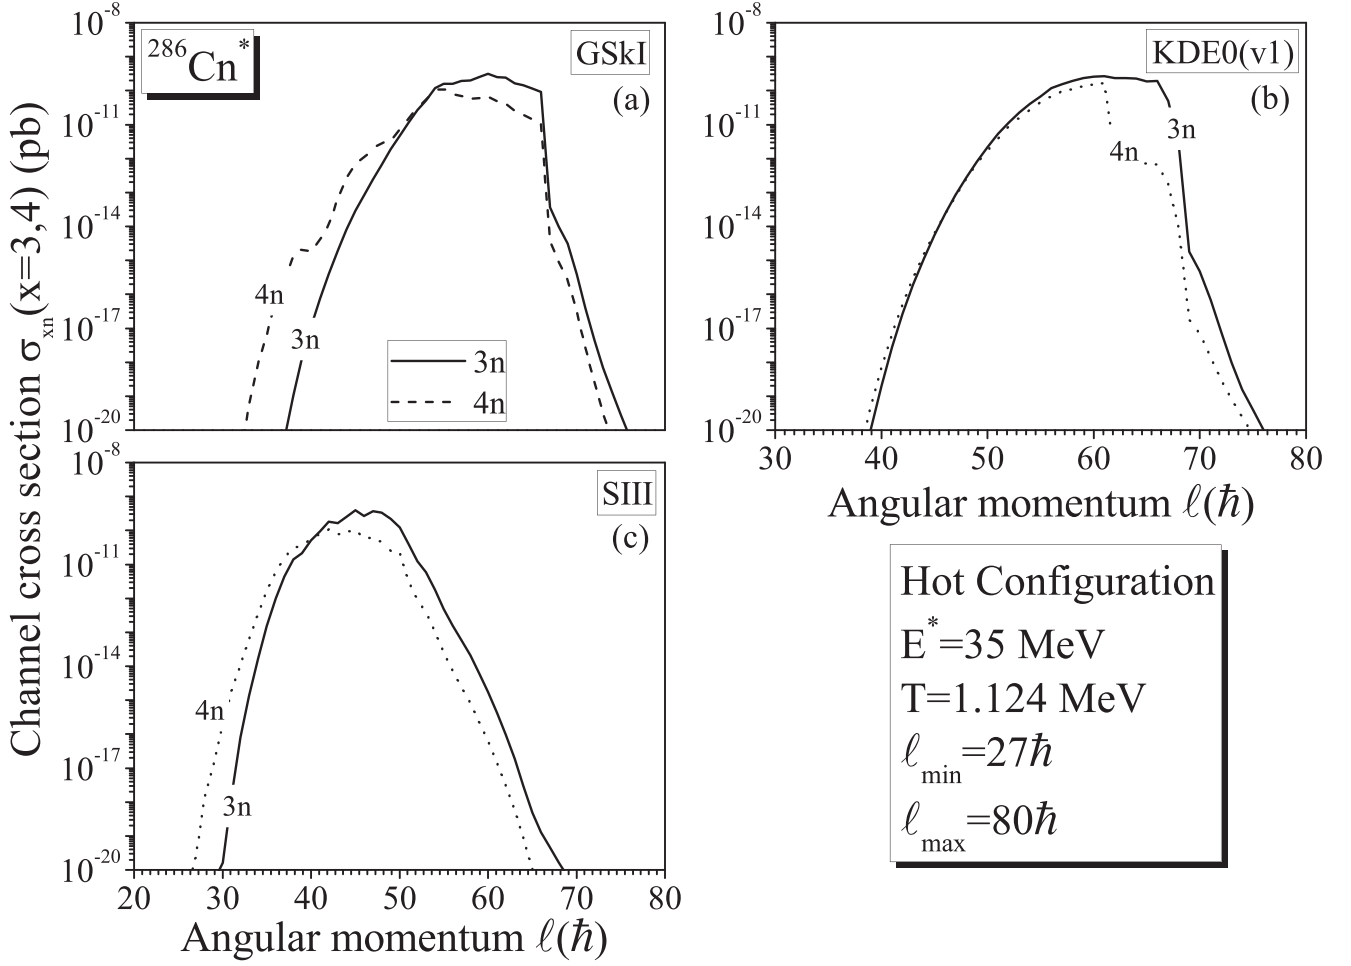 Channel cross section σxn(x=3,4) (pb)
10⁻⁸
10⁻¹¹
10⁻¹⁴
10⁻¹⁷
10⁻²⁰
²⁸⁶Cn*
GSkI
(a)
4n
3n
3n
4n
10⁻⁸
10⁻¹¹
10⁻¹⁴
10⁻¹⁷
10⁻²⁰
KDE0(v1)
(b)
3n
4n
30 40 50 60 70 80
Angular momentum ℓ(ħ)
10⁻⁸
10⁻¹¹
10⁻¹⁴
10⁻¹⁷
10⁻²⁰
SIII
(c)
4n
3n
20 30 40 50 60 70 80
Angular momentum ℓ(ħ)
Hot Configuration
E*=35 MeV
T=1.124 MeV
ℓmin=27ħ
ℓmax=80ħ